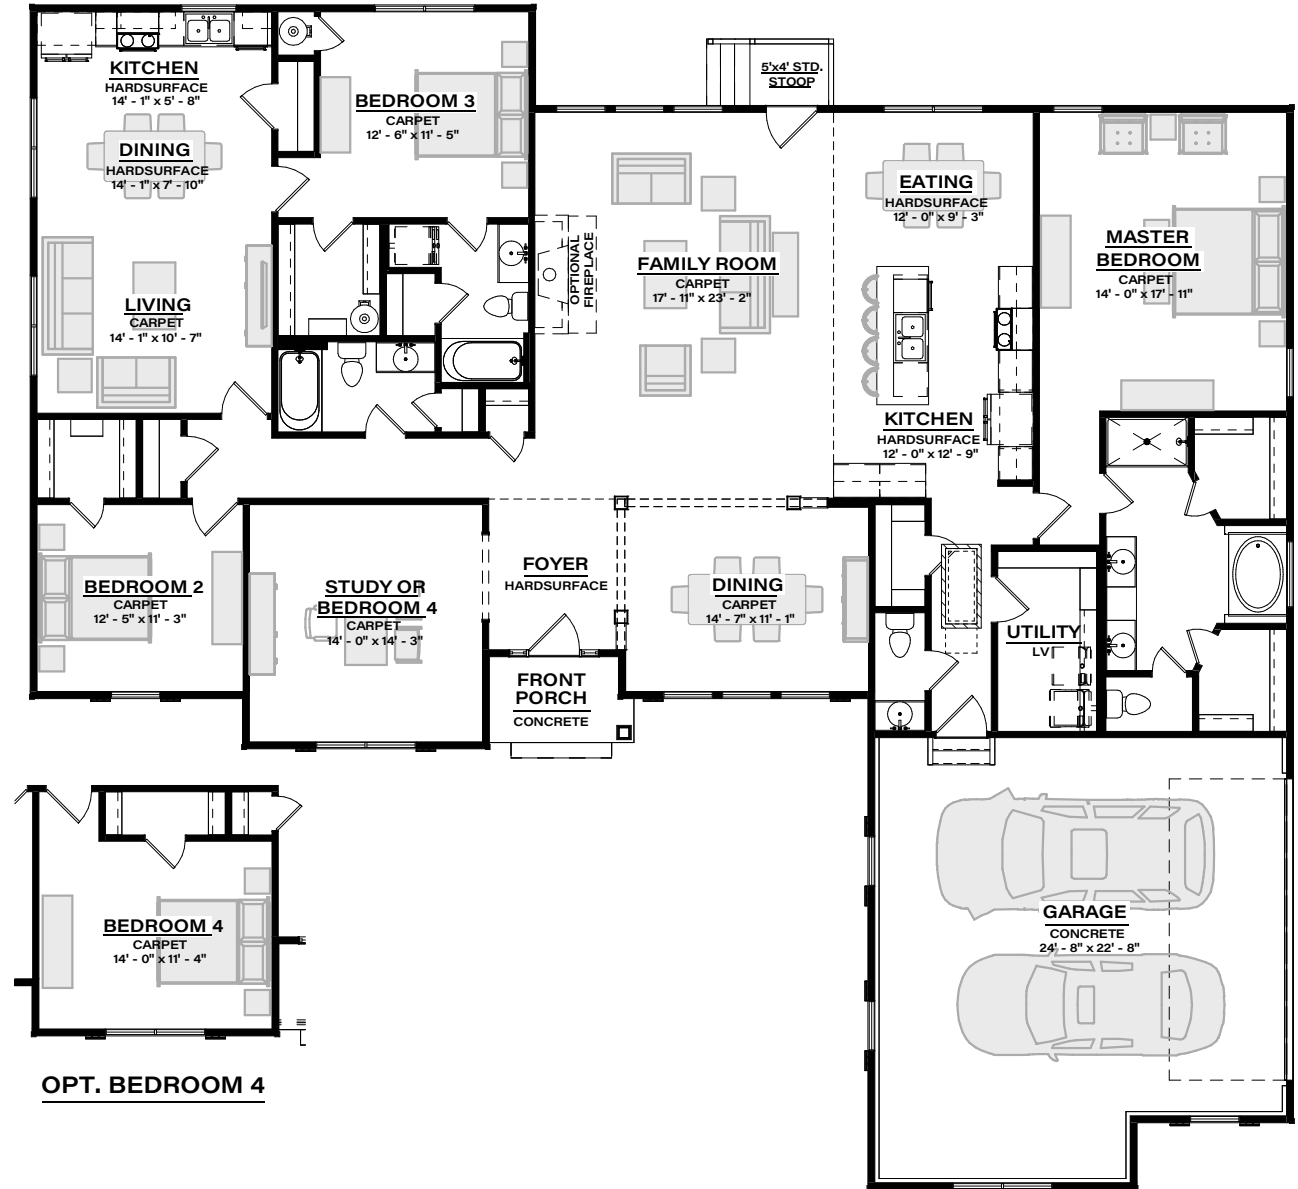 KITCHEN
HARDSURFACE
14' - 1" x 5' - 8"
DINING
HARDSURFACE
14' - 1" x 7' - 10"
LIVING
CARPET
14' - 1" x 10' - 7"
BEDROOM 3
CARPET
12' - 6" x 11' - 5"
5'x4' STD.
STOOP
OPTIONAL
FIREPLACE
FAMILY ROOM
CARPET
17' - 11" x 23' - 2"
EATING
HARDSURFACE
12' - 0" x 9' - 3"
KITCHEN
HARDSURFACE
12' - 0" x 12' - 9"
MASTER
BEDROOM
CARPET
14' - 0" x 17' - 11"
BEDROOM 2
CARPET
12' - 5" x 11' - 3"
STUDY OR
BEDROOM 4
CARPET
14' - 0" x 14' - 3"
FOYER
HARDSURFACE
DINING
CARPET
14' - 7" x 11' - 1"
UTILITY
LV
FRONT
PORCH
CONCRETE
GARAGE
CONCRETE
24' - 8" x 22' - 8"
BEDROOM 4
CARPET
14' - 0" x 11' - 4"
OPT. BEDROOM 4